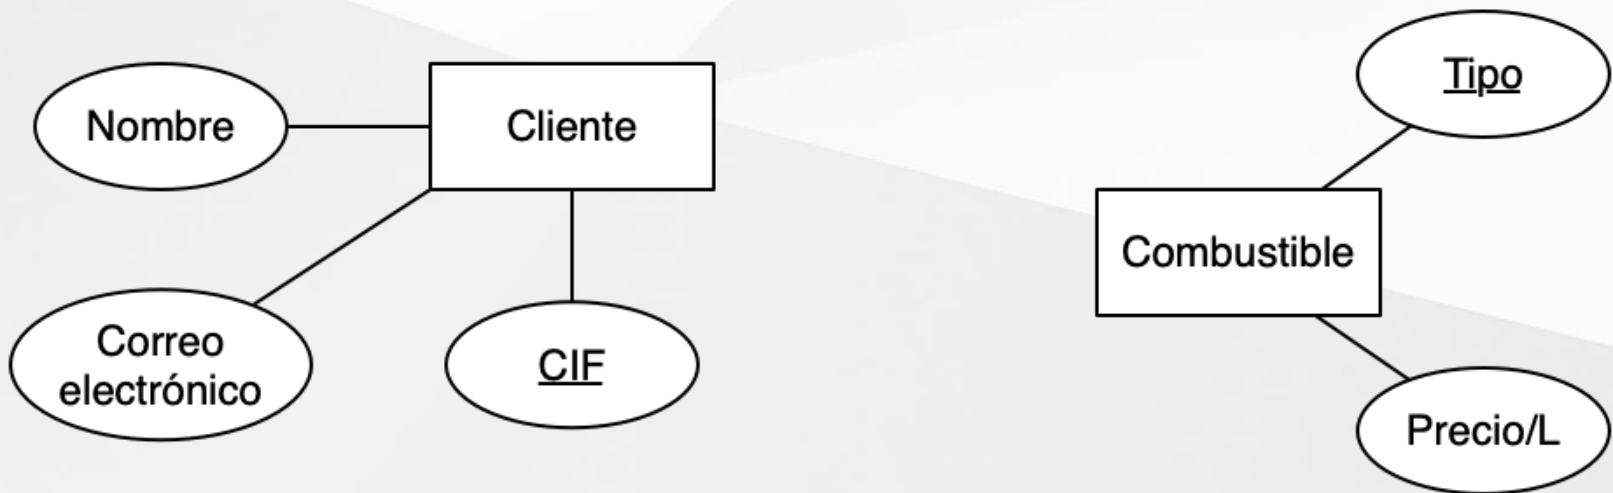 Nombre
Cliente
Correo
electrónico
CIF
Tipo
Combustible
Precio/L